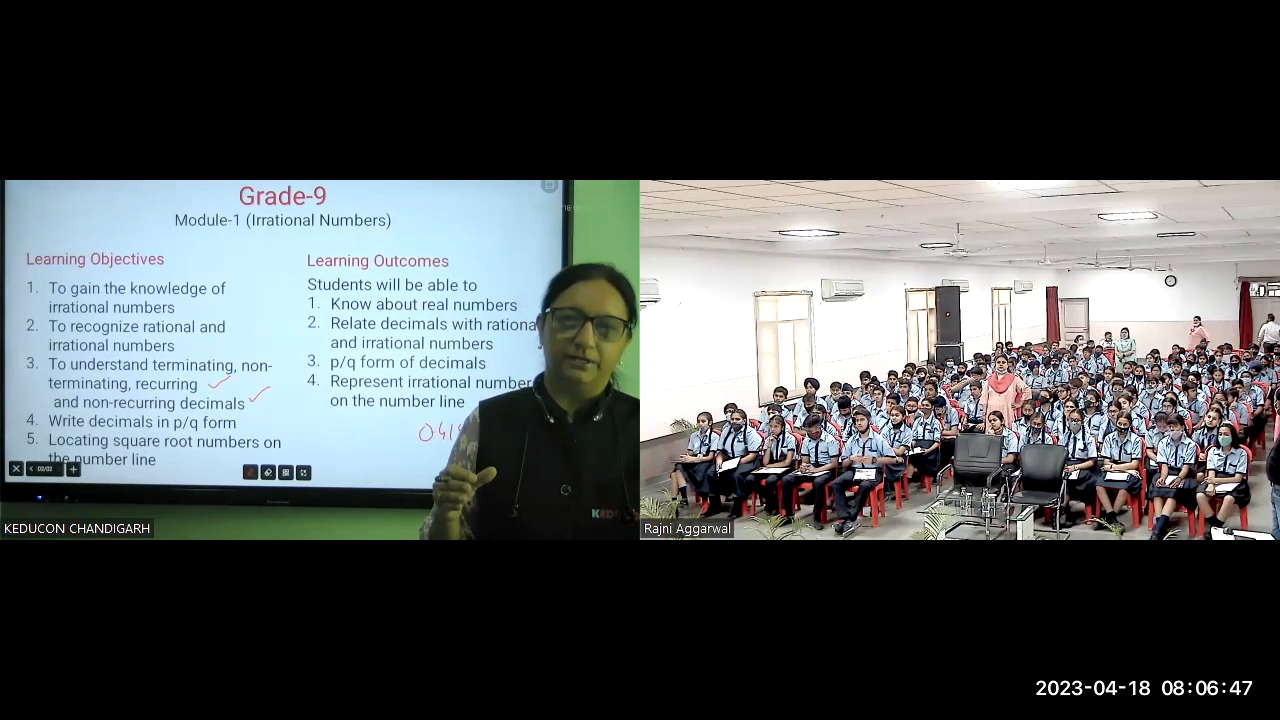 Grade-9
Module-1 (Irrational Numbers)
Learning Objectives
1. To gain the knowledge of
irrational numbers
2. To recognize rational and
irrational numbers
3. To understand terminating, non-
terminating, recurring
and non-recurring decimals
4. Write decimals in p/q form
5. Locating square root numbers on
the number line
Learning Outcomes
Students will be able to
1. Know about real numbers
2. Relate decimals with rationa
and irrational numbers
3. p/q form of decimals
4. Represent irrational number
on the number line
02/02
KEDUCON CHANDIGARH
Rajni Aggarwal
2023-04-18 08:06:47